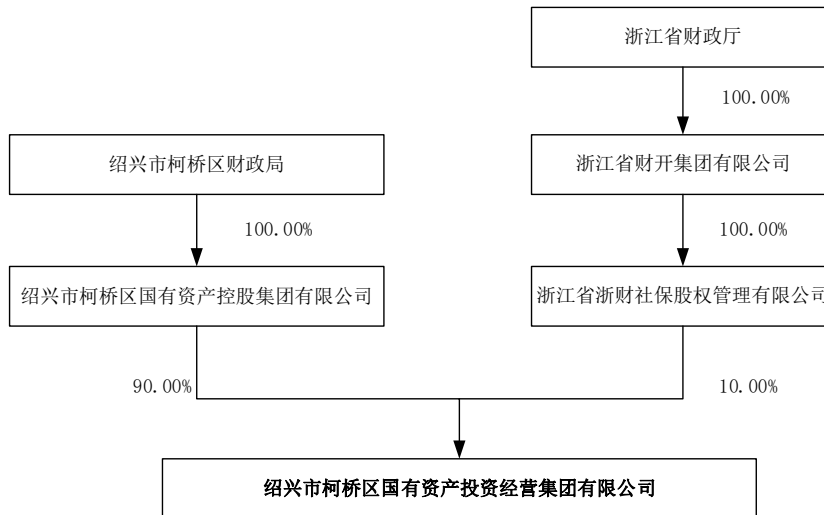 浙江省财政厅
100.00%
绍兴市柯桥区财政局
浙江省财开集团有限公司
100.00%
100.00%
绍兴市柯桥区国有资产控股集团有限公司
浙江省浙财社保股权管理有限公司
90.00%
10.00%
绍兴市柯桥区国有资产投资经营集团有限公司